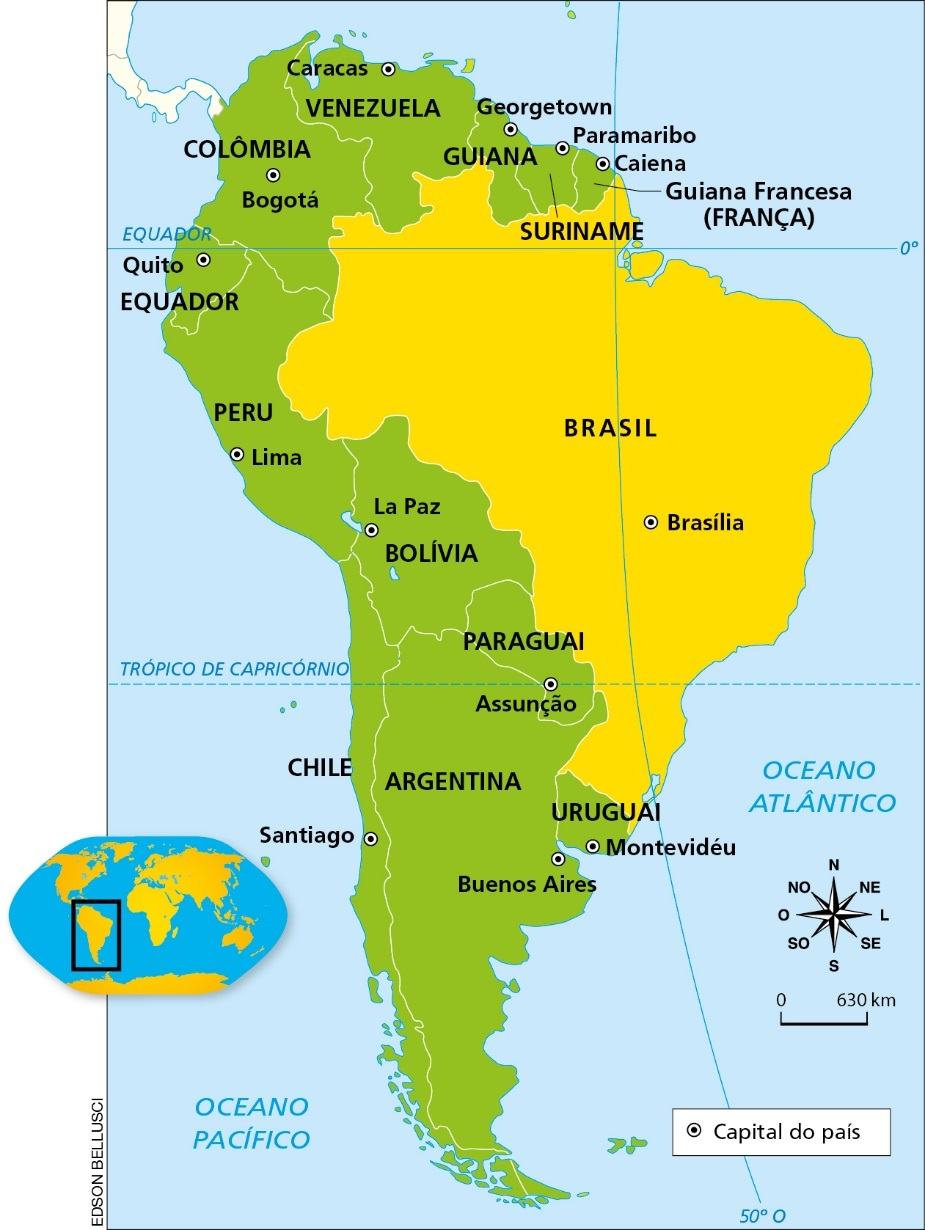 Caracas
VENEZUELA
Georgetown
Paramaribo
COLÔMBIA
GUIANA
Caiena
Bogotá
Guiana Francesa
(FRANÇA)
SURINAME
EQUADOR
0º
Quito
EQUADOR
PERU
BRASIL
Lima
La Paz
Brasília
BOLÍVIA
PARAGUAI
TRÓPICO DE CAPRICÓRNIO
Assunção
CHILE
ARGENTINA
OCEANO
ATLÂNTICO
URUGUAI
Santiago
Montevidéu
Buenos Aires
N
NO
NE
O
L
SO
SE
S
0
630 km
OCEANO
PACÍFICO
Capital do país
EDSON BELLUSCI
50º O